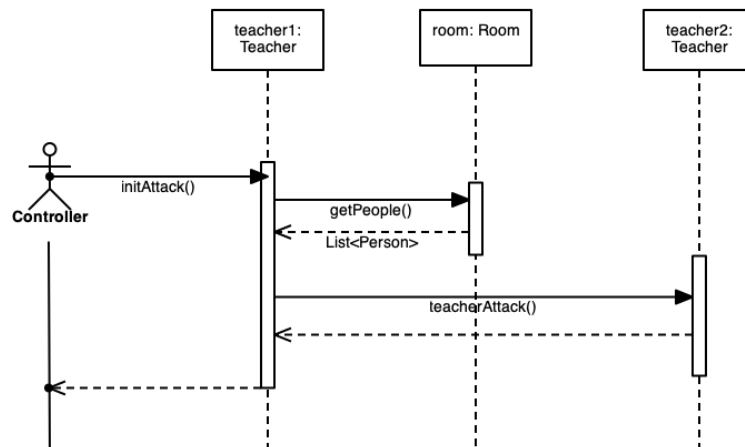 teacher1:
Teacher
room: Room
teacher2:
Teacher
initAttack()
Controller
getPeople()
List<Person>
teacherAttack()